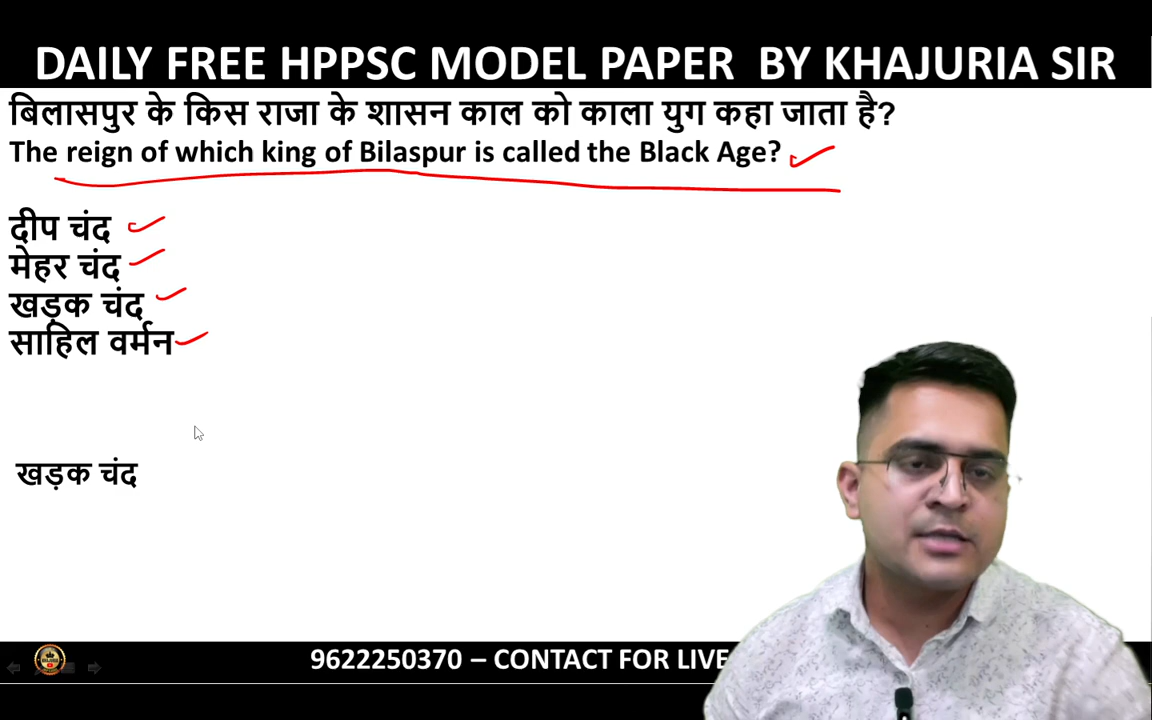 DAILY FREE HPPSC MODEL PAPER BY KHAJURIA SIR
बिलासपुर के किस राजा के शासन काल को काला युग कहा जाता है?
The reign of which king of Bilaspur is called the Black Age?
दीप चंद
मेहर चंद
खड़क चंद
साहिल वर्मन
खड़क चंद
9622250370 – CONTACT FOR LIVE